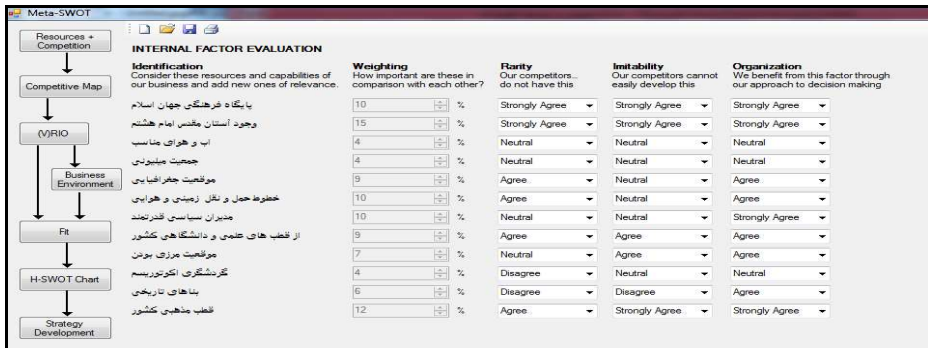 Meta-SWOT
Resources +
Competition
Competitive Map
(V)RIO
Business
Environment
Fit
H-SWOT Chart
Strategy
Development
INTERNAL FACTOR EVALUATION
Identification Weighting Rarity Imitability Organization
Consider these resources and capabilities of How important are these in Our competitors... Our competitors cannot We benefit from this factor through
our business and add new ones of relevance. comparison with each other? do not have this easily develop this our approach to decision making
پایگاه فرهنگی جهان اسلام 10 % Strongly Agree Strongly Agree Strongly Agree
وجود آستان مقدس امام هشتم 15 % Strongly Agree Strongly Agree Strongly Agree
اب و هوای مناسب 4 % Neutral Neutral Neutral
جمعیت میلیونی 4 % Neutral Neutral Neutral
موقعیت جغرافیایی 9 % Agree Neutral Agree
خطوط حمل و نقل زمینی و هوایی 10 % Agree Neutral Agree
مدیران سیاسی قدرتمند 10 % Neutral Neutral Strongly Agree
از قطب های علمی و دانشگاهی کشور 9 % Agree Agree Agree
موقعیت مرزی بودن 7 % Neutral Agree Agree
گردشگری اکوتوریسم 4 % Disagree Neutral Neutral
بناهای تاریخی 6 % Disagree Disagree Agree
قطب مذهبی کشور 12 % Agree Strongly Agree Strongly Agree